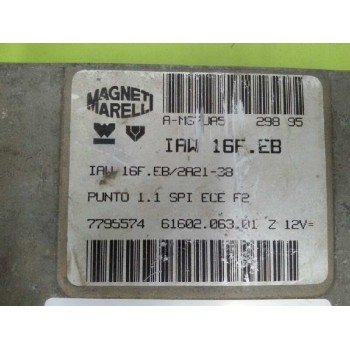 MAGNETI
MARELLI
298 95
IAW 16F.EB
IAW 16F.EB/2A21-38
PUNTO 1.1 SPI ECE F2
7795574 61602.063.01 Z 12V=